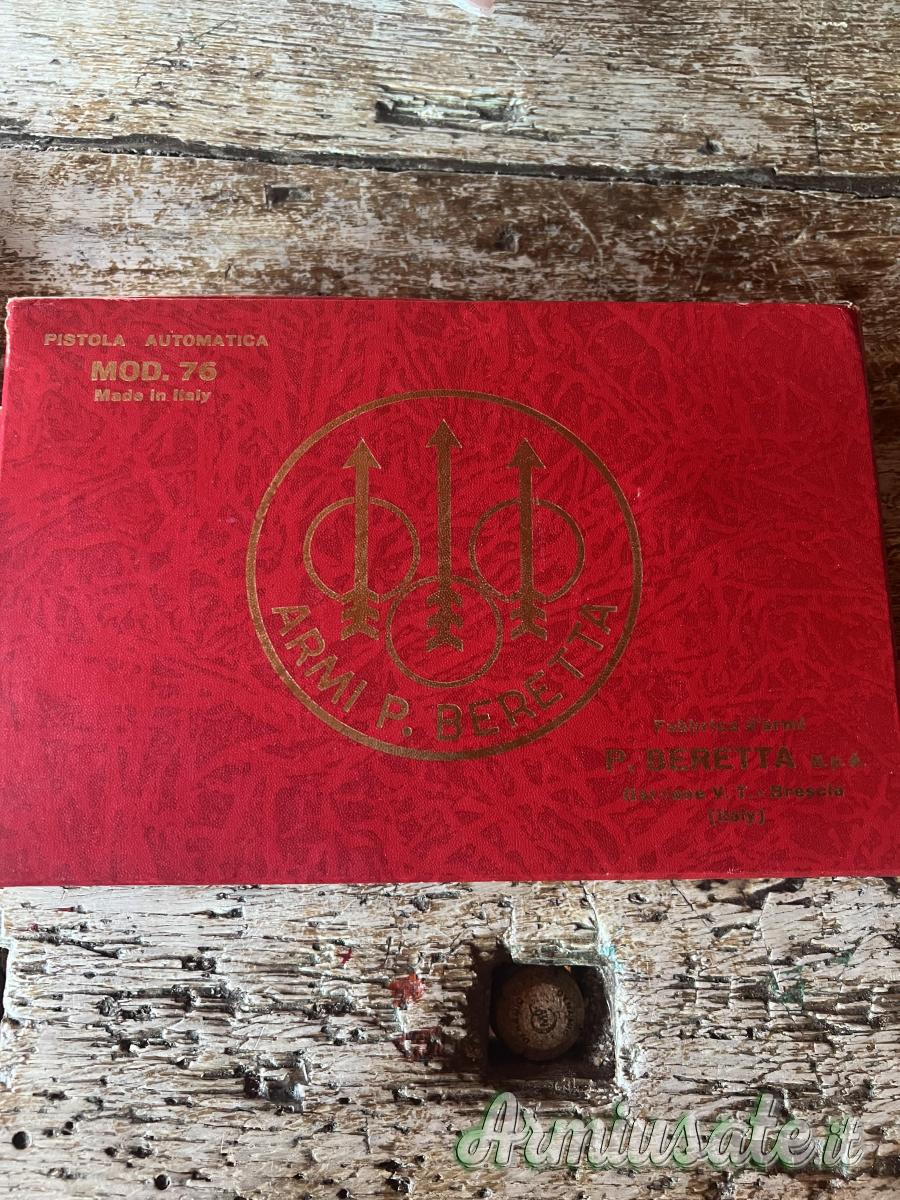 PISTOLA AUTOMATICA
MOD. 76
Made in Italy
ARMI P. BERETTA
Fabbrica d'armi
P. BERETTA S.p.A.
Gardone V. T. - Brescia
(Italy)
Armiusate.it